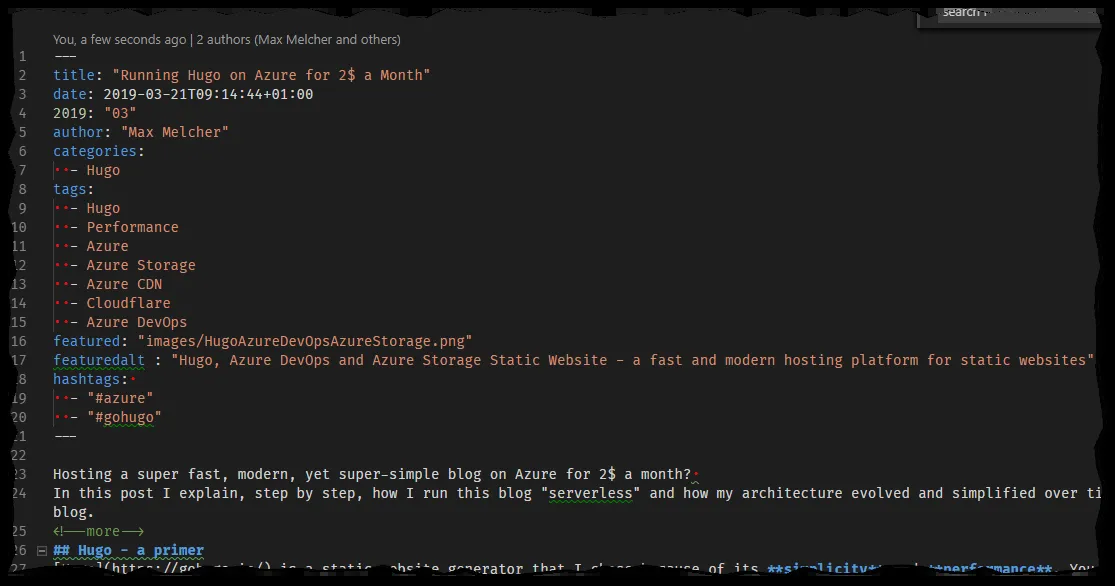 search
You, a few seconds ago | 2 authors (Max Melcher and others)
1 ---
2 title: "Running Hugo on Azure for 2$ a Month"
3 date: 2019-03-21T09:14:44+01:00
4 2019: "03"
5 author: "Max Melcher"
6 categories:
7 ··- Hugo
8 tags:
9 ··- Hugo
10 ··- Performance
11 ··- Azure
12 ··- Azure Storage
13 ··- Azure CDN
14 ··- Cloudflare
15 ··- Azure DevOps
16 featured: "images/HugoAzureDevOpsAzureStorage.png"
17 featuredalt : "Hugo, Azure DevOps and Azure Storage Static Website - a fast and modern hosting platform for static websites"
18 hashtags:·
19 ··- "#azure"
20 ··- "#gohugo"
21 ---
22
23 Hosting a super fast, modern, yet super-simple blog on Azure for 2$ a month?·
24 In this post I explain, step by step, how I run this blog "serverless" and how my architecture evolved and simplified over ti
blog.
25 <!--more-->
26 ## Hugo - a primer
27 is a static website generator that I chose because of its **simplicity** and **performance**. You